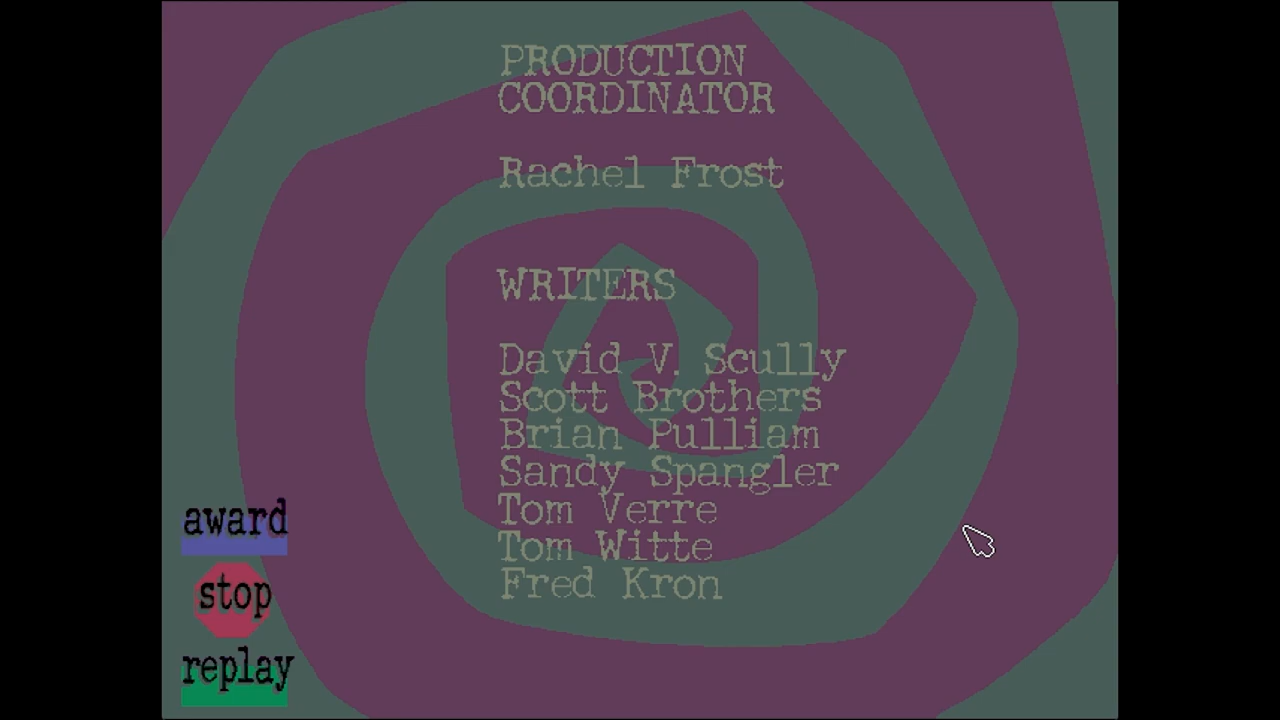 PRODUCTION
COORDINATOR
Rachel Frost
WRITERS
David V. Scully
Scott Brothers
Brian Pulliam
Sandy Spangler
Tom Verre
Tom Witte
Fred Kron
award
stop
replay